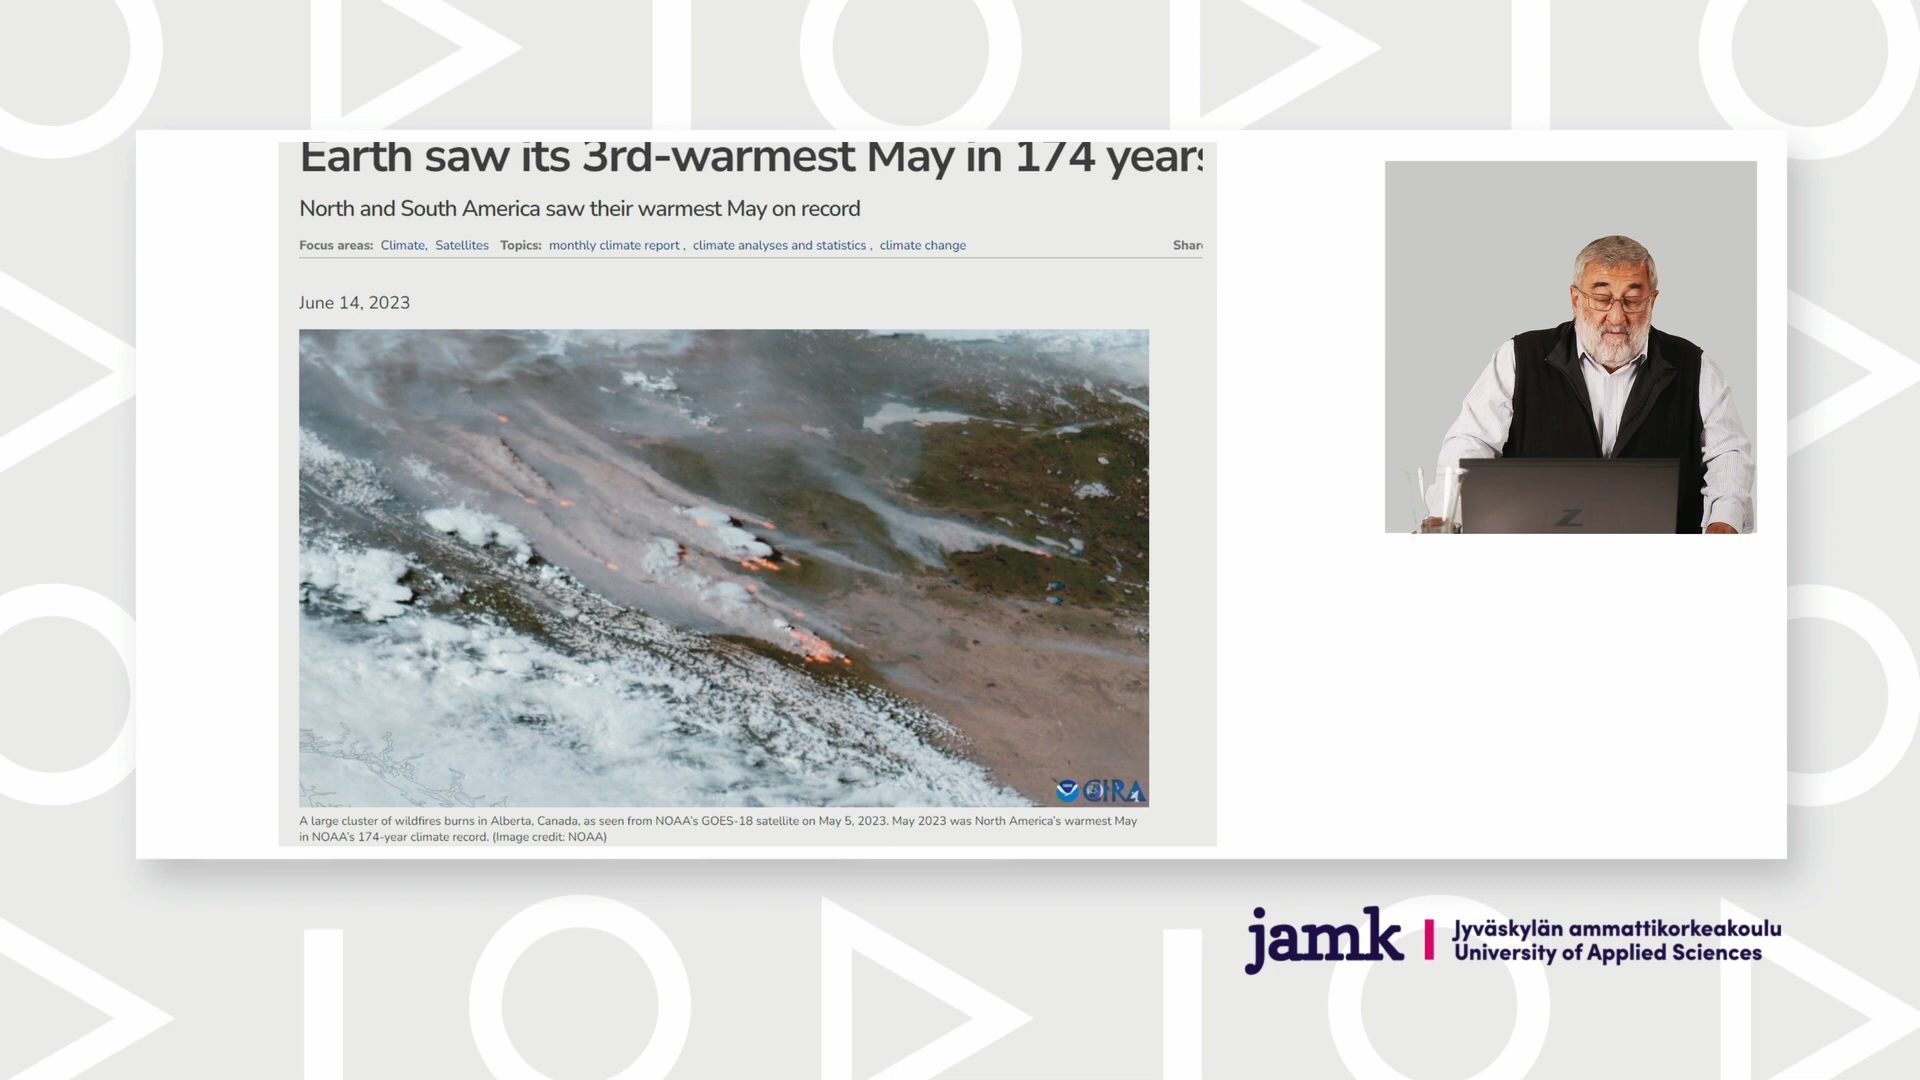 Earth saw its 3rd-warmest May in 174 years
North and South America saw their warmest May on record
Focus areas: Climate, Satellites Topics: monthly climate report , climate analyses and statistics , climate change Share
June 14, 2023
CIRA
A large cluster of wildfires burns in Alberta, Canada, as seen from NOAA's GOES-18 satellite on May 5, 2023. May 2023 was North America's warmest May
in NOAA's 174-year climate record. (Image credit: NOAA)
Z
jamk | Jyväskylän ammattikorkeakoulu
University of Applied Sciences